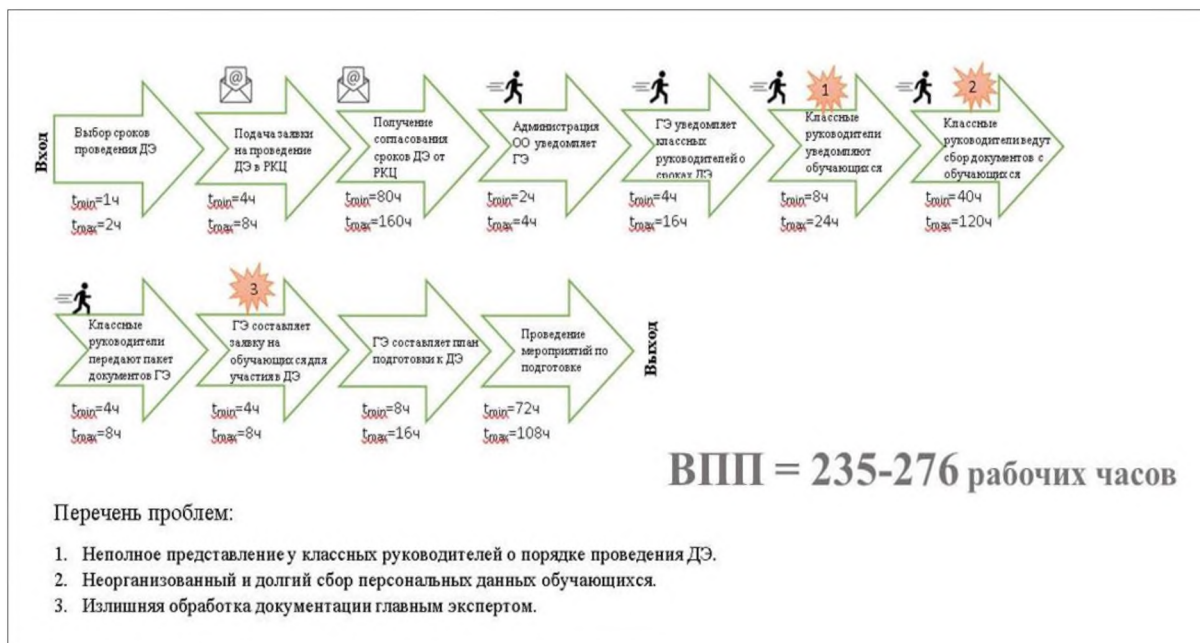 Вход
Выбор сроков
проведения ДЭ
tmin=1ч
tmax=2ч
@
Подача заявки
на проведение
ДЭ в РКЦ
tmin=4ч
tmax=8ч
@
Получение
согласования
сроков ДЭ от
РКЦ
tmin=80ч
tmax=160ч
Администрация
ОО уведомляет
ГЭ
tmin=2ч
tmax=4ч
ГЭ уведомляет
классных
руководителей о
сроках ДЭ
tmin=4ч
tmax=16ч
1
Классные
руководители
уведомляют
обучающихся
tmin=8ч
tmax=24ч
2
Классные
руководители ведут
сбор документов с
обучающихся
tmin=40ч
tmax=120ч
Классные
руководители
передают пакет
документов ГЭ
tmin=4ч
tmax=8ч
3
ГЭ составляет
заявку на
обучающихся для
участия в ДЭ
tmin=4ч
tmax=8ч
ГЭ составляет план
подготовки к ДЭ
tmin=8ч
tmax=16ч
Проведение
мероприятий по
подготовке
tmin=72ч
tmax=108ч
Выход
ВПП = 235-276 рабочих часов
Перечень проблем:
1. Неполное представление у классных руководителей о порядке проведения ДЭ.
2. Неорганизованный и долгий сбор персональных данных обучающихся.
3. Излишняя обработка документации главным экспертом.